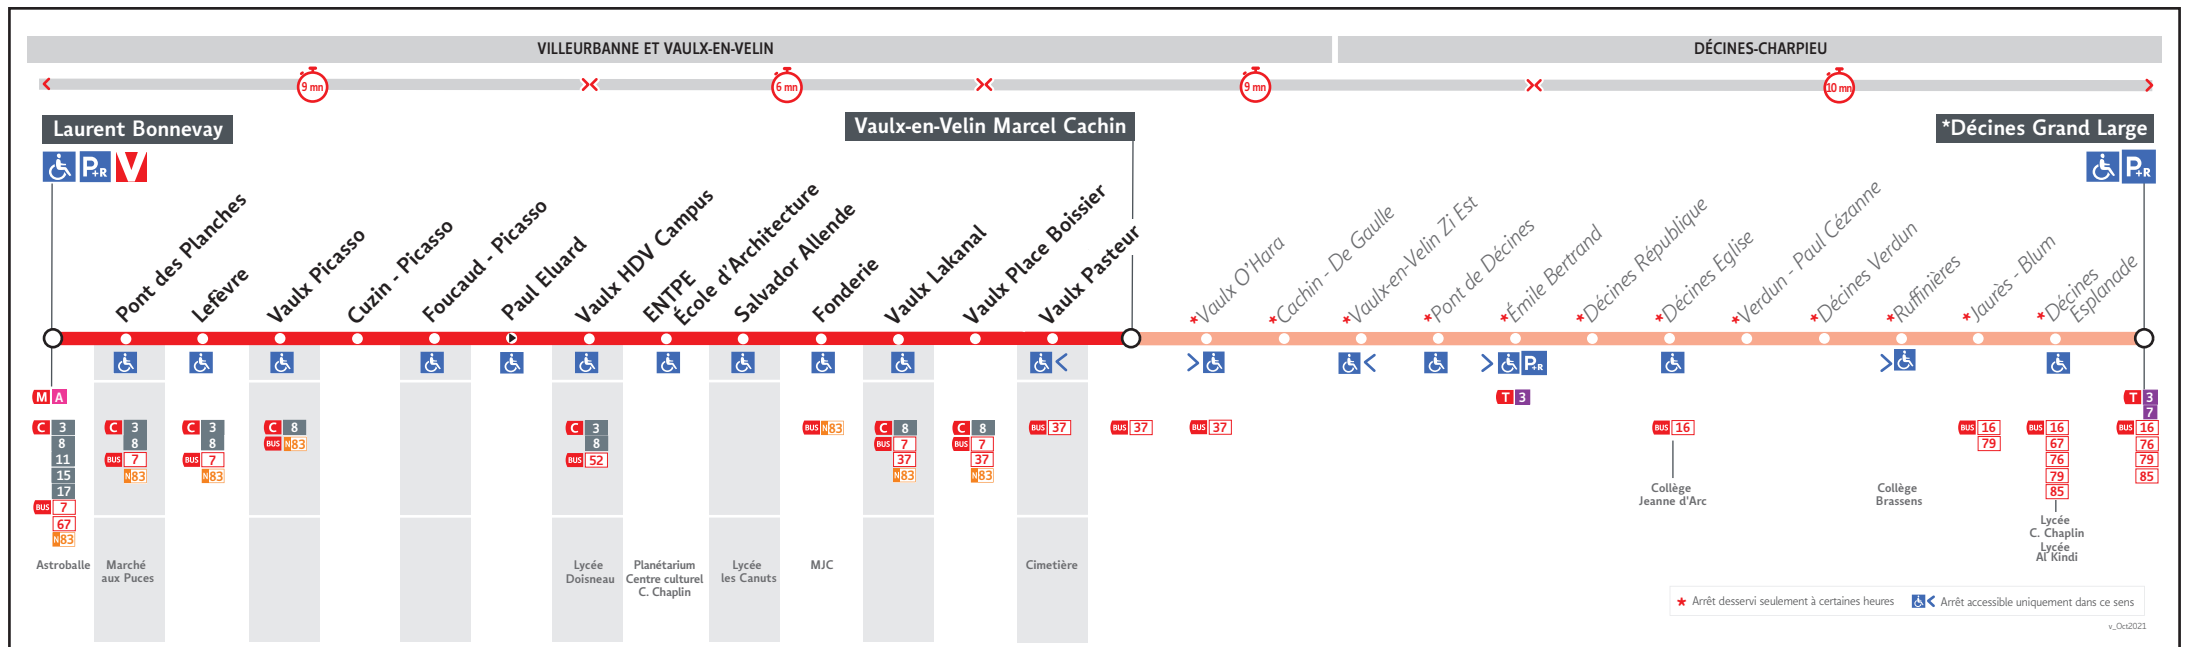 VILLEURBANNE ET VAULX-EN-VELIN
DÉCINES-CHARPIEU
9 mn
6 mn
9 mn
10 mn
Laurent Bonnevay
Vaulx-en-Velin Marcel Cachin
*Décines Grand Large
P+R
V
P+R
Pont des Planches
Lefèvre
Vaulx Picasso
Cuzin - Picasso
Foucaud - Picasso
Paul Eluard
Vaulx HDV Campus
ENTPE
École d'Architecture
Salvador Allende
Fonderie
Vaulx Lakanal
Vaulx Place Boissier
Vaulx Pasteur
*Vaulx O'Hara
*Cachin - De Gaulle
*Vaulx-en-Velin Zi Est
*Pont de Décines
*Émile Bertrand
*Décines République
*Décines Eglise
*Verdun - Paul Cézanne
*Décines Verdun
*Ruffinières
*Jaurès - Blum
*Décines
Esplanade
P+R
M A
C 3
8
11
15
17
BUS 7
67
N83
Astroballe
C 3
8
BUS 7
N83
Marché
aux Puces
C 3
8
BUS 7
N83
C 8
BUS N83
C 3
8
BUS 52
Lycée
Doisneau
Planétarium
Centre culturel
C. Chaplin
Lycée
les Canuts
BUS N83
MJC
C 8
BUS 7
37
N83
C 8
BUS 7
37
N83
BUS 37
Cimetière
BUS 37
BUS 37
T 3
BUS 16
Collège
Jeanne d'Arc
Collège
Brassens
BUS 16
79
BUS 16
67
76
79
85
Lycée
C. Chaplin
Lycée
Al Kindi
T 3
7
BUS 16
76
79
85
* Arrêt desservi seulement à certaines heures
< Arrêt accessible uniquement dans ce sens
v_Oct2021